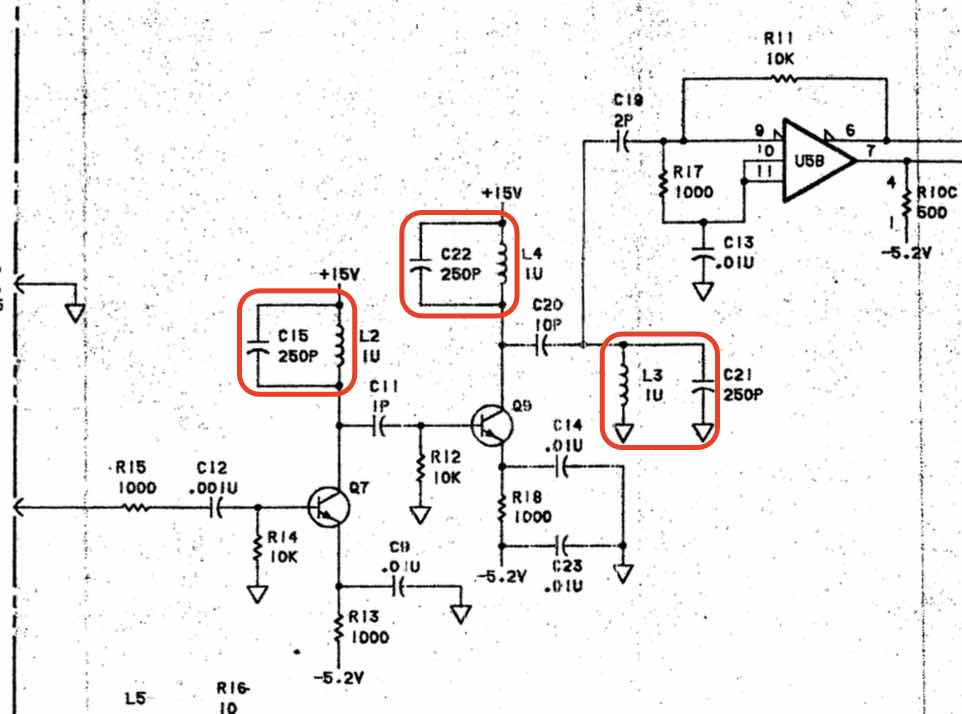 R11
10K
C19
2P
9
6
10
U5B
7
11
R17
1000
4
R10C
500
1
-5.2V
+15V
C13
.01U
C22
250P
L4
1U
+15V
C20
10P
C15
250P
L2
1U
L3
1U
C21
250P
C11
1P
Q9
C14
.01U
R12
10K
R15
1000
C12
.001U
Q7
R18
1000
R14
10K
C9
.01U
-5.2V
C23
.01U
R13
1000
-5.2V
L5
R16
10